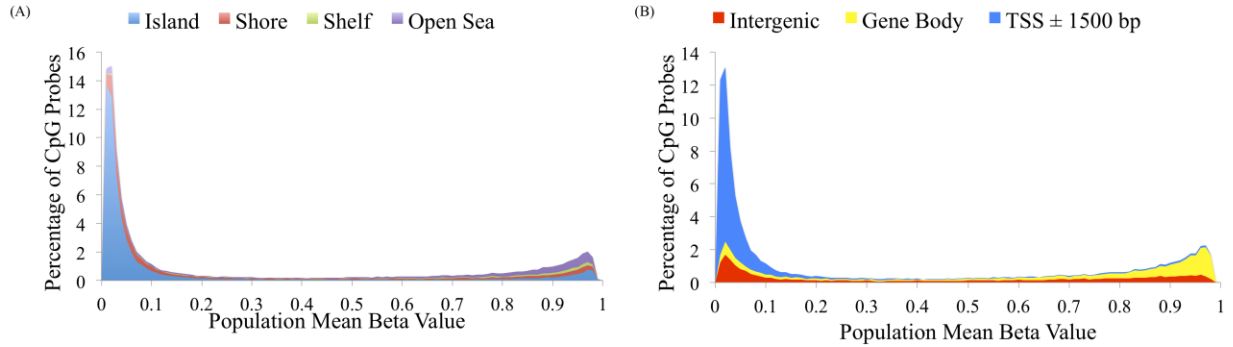 (A)
Island Shore Shelf Open Sea
Percentage of CpG Probes
16
14
12
10
8
6
4
2
0
0 0.1 0.2 0.3 0.4 0.5 0.6 0.7 0.8 0.9 1
Population Mean Beta Value
(B)
Intergenic Gene Body TSS ± 1500 bp
Percentage of CpG Probes
14
12
10
8
6
4
2
0
0 0.1 0.2 0.3 0.4 0.5 0.6 0.7 0.8 0.9 1
Population Mean Beta Value